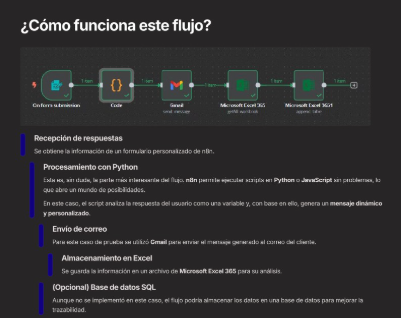 ¿Cómo funciona este flujo?
1 item
1 item
1 item
1 item
1 item
On form submission
Code
Gmail
send: message
Microsoft Excel 365
Microsoft Excel 3651
Recepción de respuestas
Se obtiene la información de un formulario personalizado de n8n.
Procesamiento con Python
Esta es, sin duda, la parte más interesante del flujo. n8n permite ejecutar scripts en Python o JavaScript sin problemas, lo
que abre un mundo de posibilidades.
En este caso, el script analiza la respuesta del usuario como una variable y, con base en ello, genera un mensaje dinámico
y personalizado.
Envío de correo
Para este caso de prueba se utilizó Gmail para enviar el mensaje generado al correo del cliente.
Almacenamiento en Excel
Se guarda la información en un archivo de Microsoft Excel 365 para su análisis.
(Opcional) Base de datos SQL
Aunque no se implementó en este caso, el flujo podría almacenar los datos en una base de datos para mejorar la
trazabilidad.